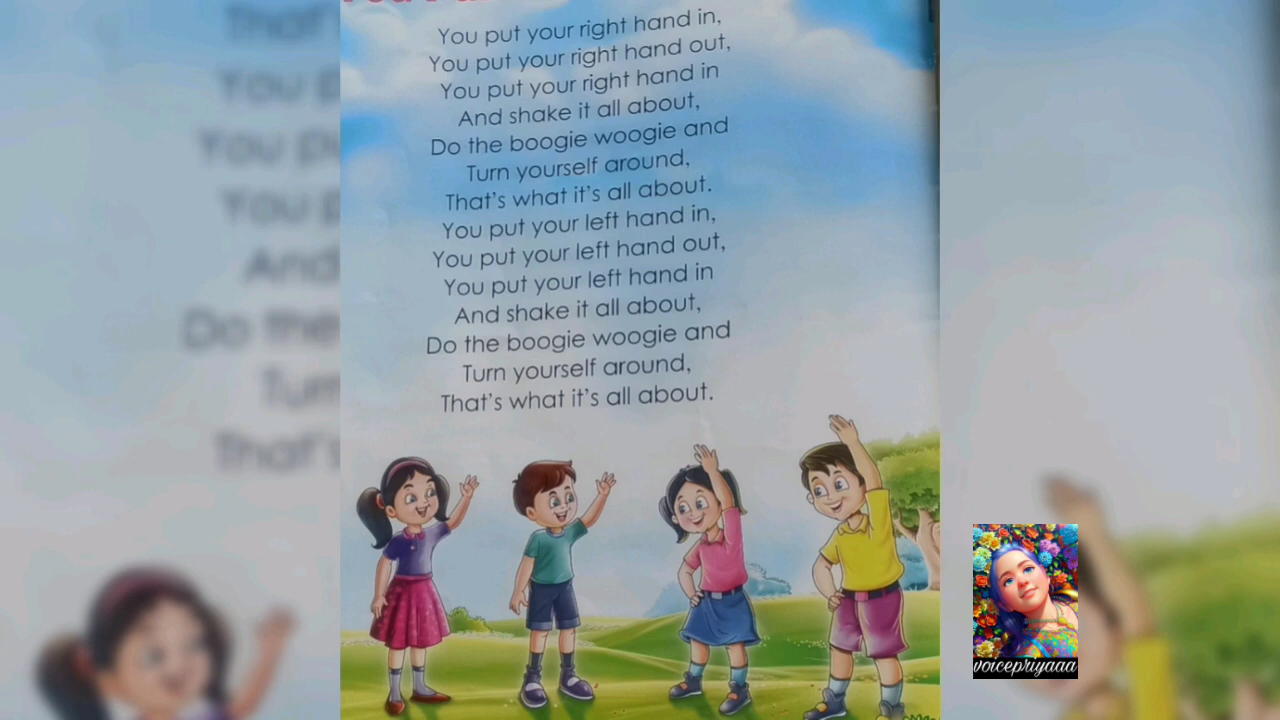 You put your right hand in,
You put your right hand out,
You put your right hand in
And shake it all about,
Do the boogie woogie and
Turn yourself around,
That's what it's all about.
You put your left hand in,
You put your left hand out,
You put your left hand in
And shake it all about,
Do the boogie woogie and
Turn yourself around,
That's what it's all about.
voicepriyaaa